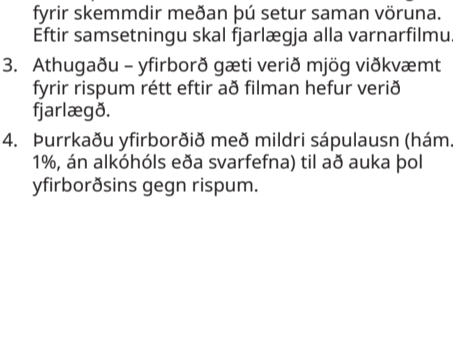 fyrir skemmdir meðan þú setur saman vöruna.
Eftir samsetningu skal fjarlægja alla varnarfilmu.
3. Athugaðu – yfirborð gæti verið mjög viðkvæmt
fyrir rispum rétt eftir að filman hefur verið
fjarlægð.
4. Þurrkaðu yfirborðið með mildri sápulausn (hám.
1%, án alkóhóls eða svarfefna) til að auka þol
yfirborðsins gegn rispum.